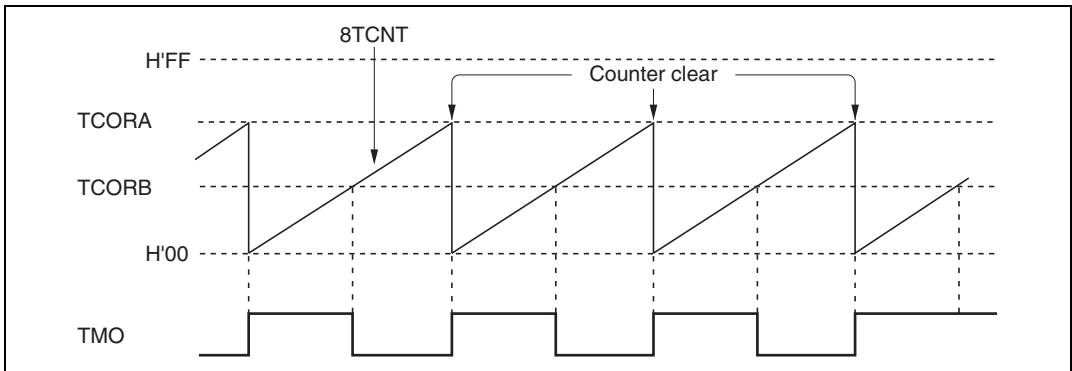 8TCNT
H'FF
Counter clear
TCORA
TCORB
H'00
TMO